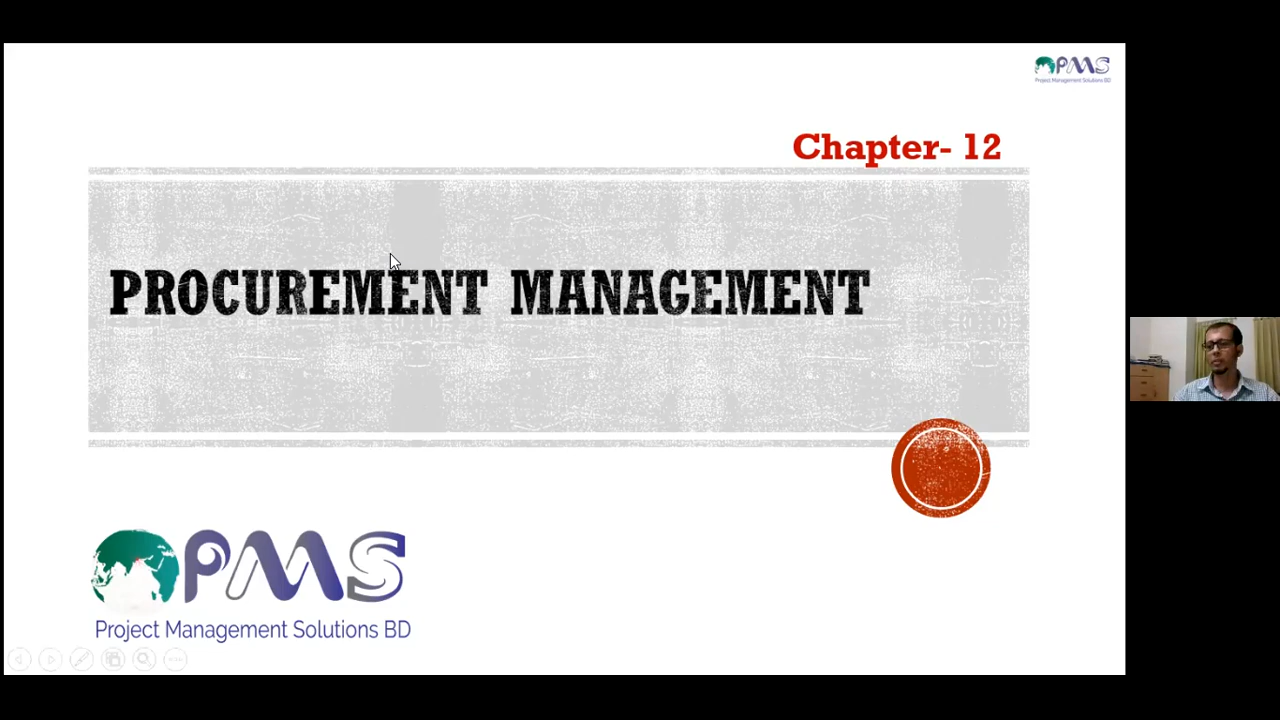 PMS
Project Management Solutions BD
Chapter- 12
PROCUREMENT MANAGEMENT
PMS
Project Management Solutions BD